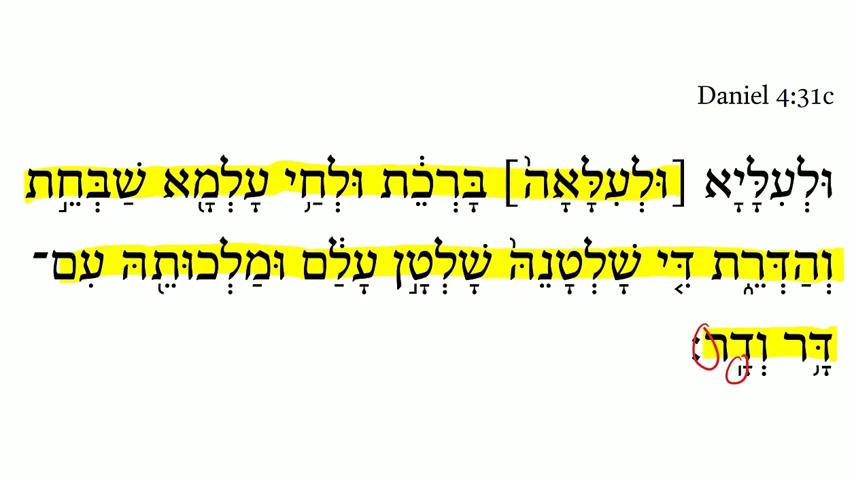 Daniel 4:31c
וּלְעִלָּיָא [וּלְעִלָּאָה֙] בָּרְכֵ֔ת וּלְחַ֥י עָלְמָ֖א שַׁבְּחֵ֣ת
וְהַדְּרֵ֑ת דִּ֤י שָׁלְטָנֵהּ֙ שָׁלְטָ֣ן עָלַ֔ם וּמַלְכוּתֵ֖הּ עִם־
דָּ֥ר וְדָֽר׃